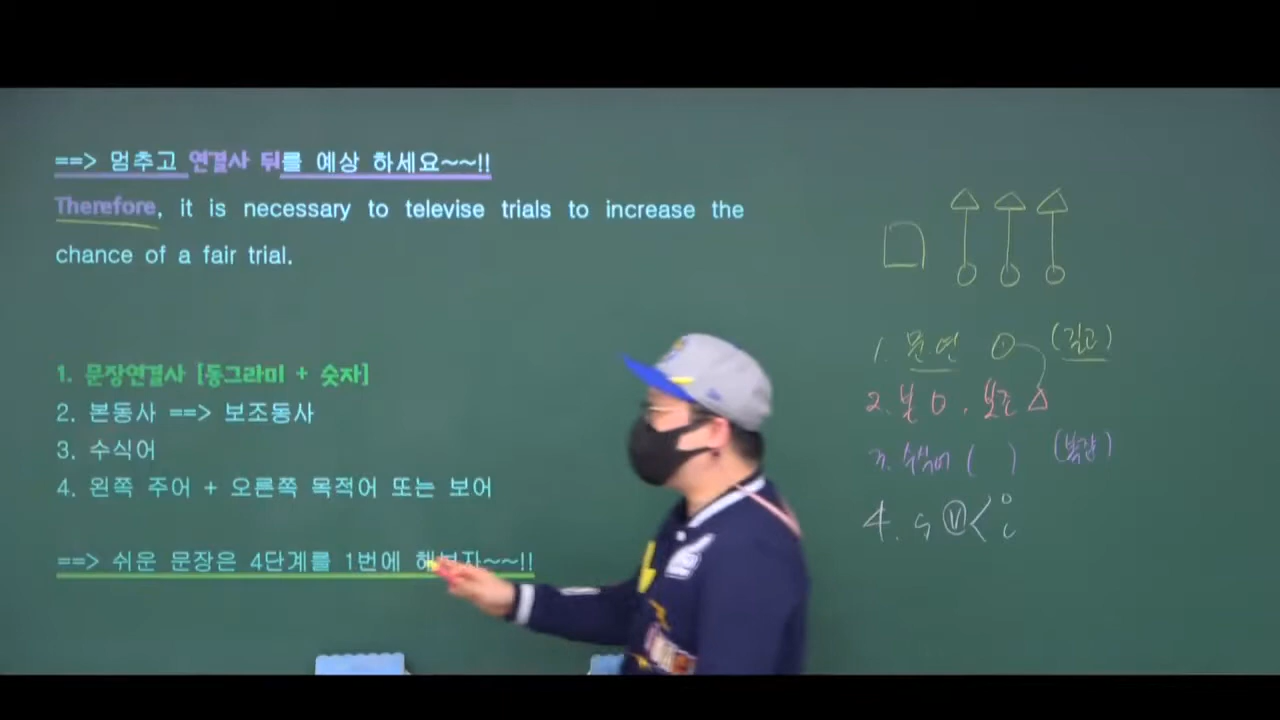 ==> 멈추고 연결사 뒤를 예상 하세요~~!!
Therefore, it is necessary to televise trials to increase the
chance of a fair trial.
1. 문장연결사 [동그라미 + 숫자]
2. 본동사 ==> 보조동사
3. 수식어
4. 왼쪽 주어 + 오른쪽 목적어 또는 보어
==> 쉬운 문장은 4단계를 1번에 해보자~~!!
1. 문.연 (길고)
2. 본 O. 보조 △
3. 수식어 ( )
4. S V < O C